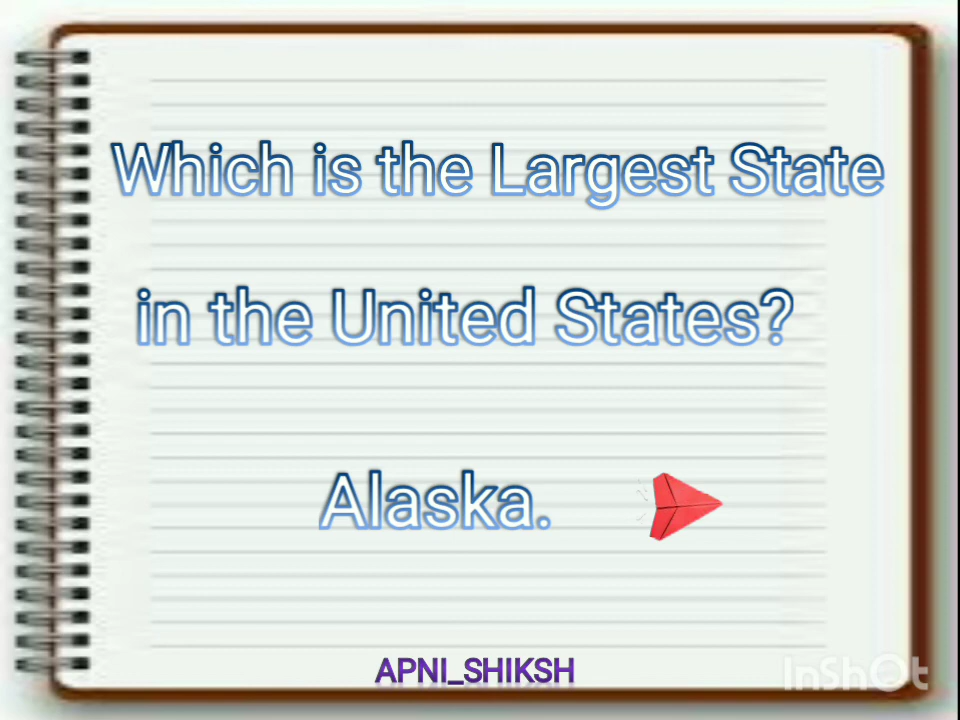 Which is the Largest State
in the United States?
Alaska.
APNI_SHIKSH
InShOt